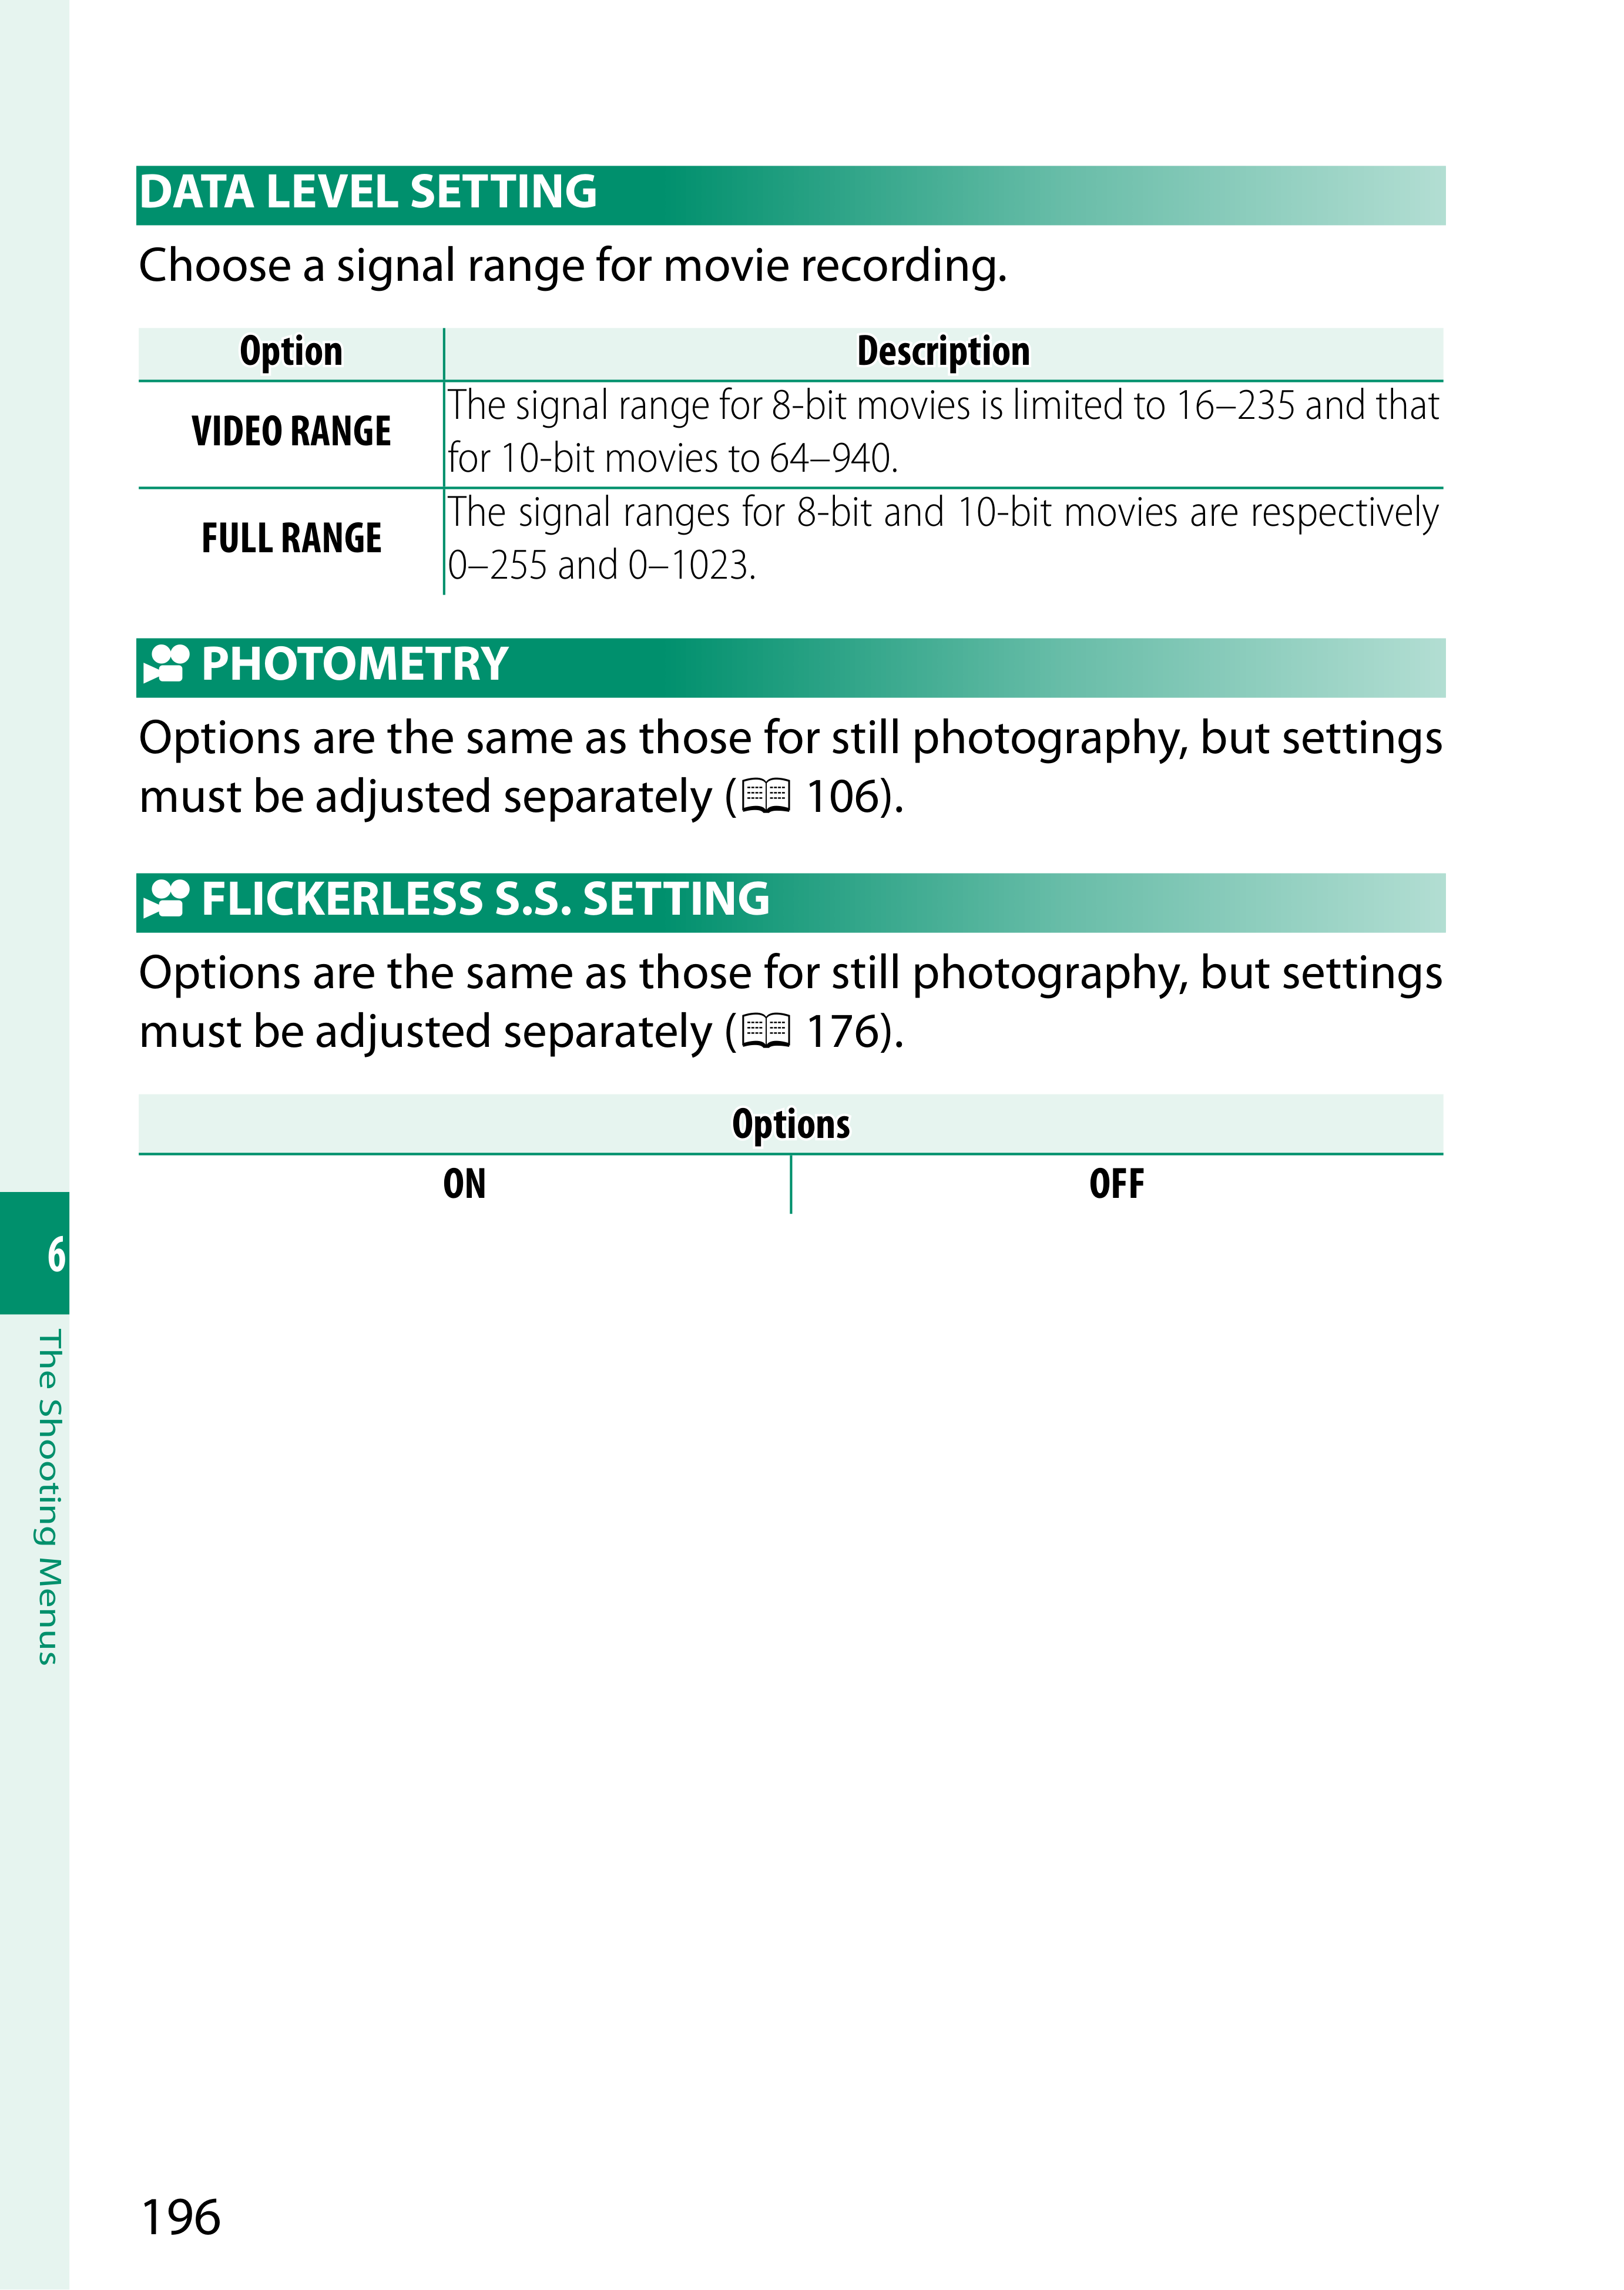 DATA LEVEL SETTING
Choose a signal range for movie recording.
Option Description
VIDEO RANGE
The signal range for 8-bit movies is limited to 16–235 and that
for 10-bit movies to 64–940.
FULL RANGE
The signal ranges for 8-bit and 10-bit movies are respectively
0–255 and 0–1023.
PHOTOMETRY
Options are the same as those for still photography, but settings
must be adjusted separately ( 106).
FLICKERLESS S.S. SETTING
Options are the same as those for still photography, but settings
must be adjusted separately ( 176).
Options
ON OFF
6
The Shooting Menus
196